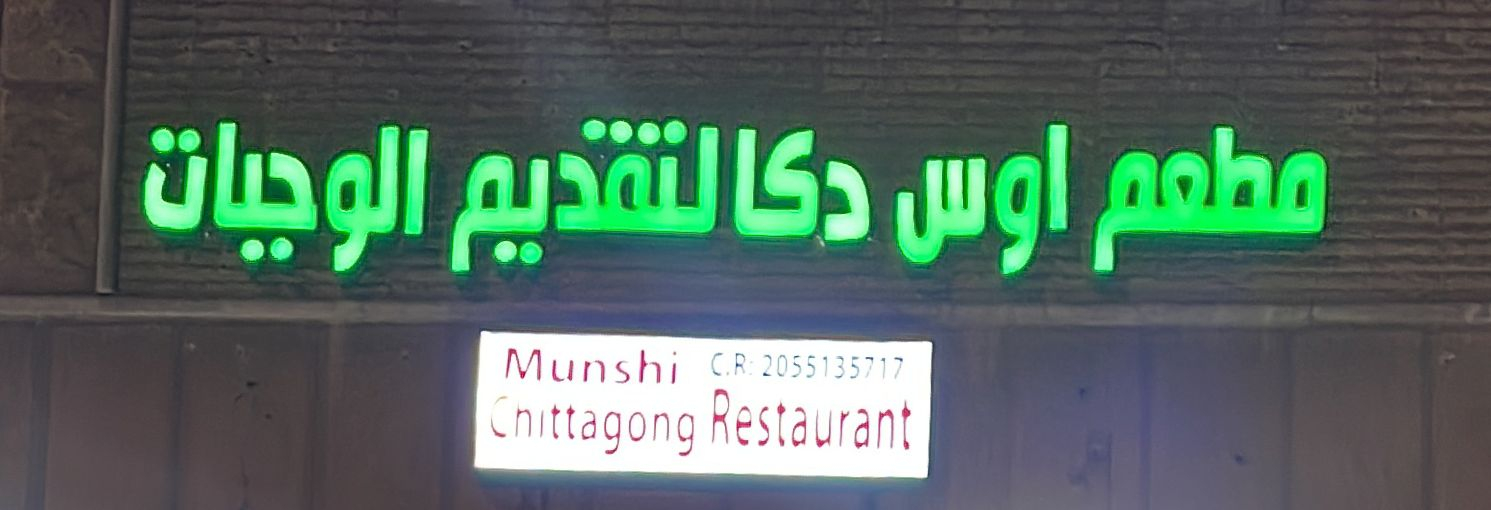 مطعم اوس دكا لتقديم الوجبات
Munshi C.R: 2055135717
Chittagong Restaurant